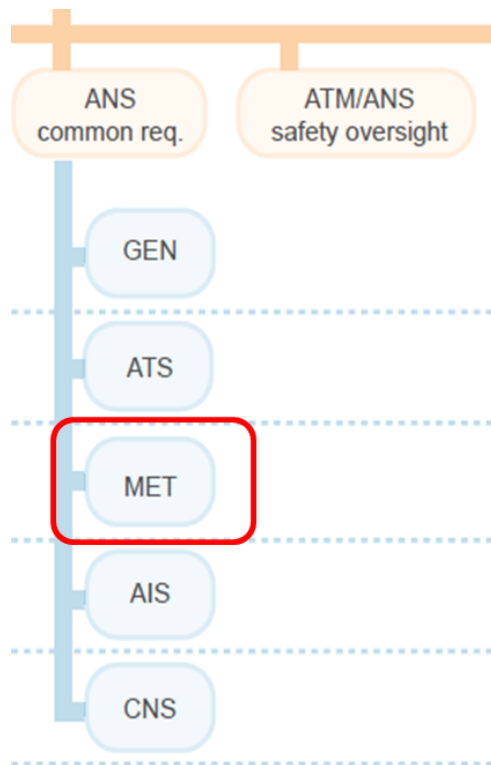 ANS
common req.
ATM/ANS
safety oversight
GEN
ATS
MET
AIS
CNS